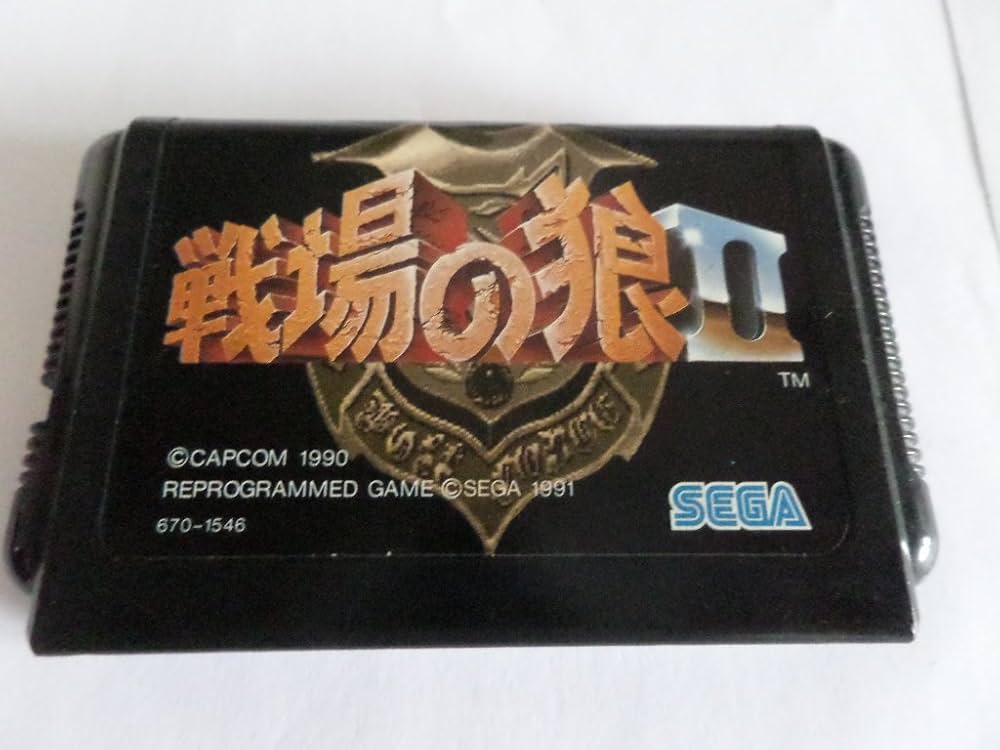 戦場の狼II
TM
©CAPCOM 1990
REPROGRAMMED GAME ©SEGA 1991
670-1546
SEGA